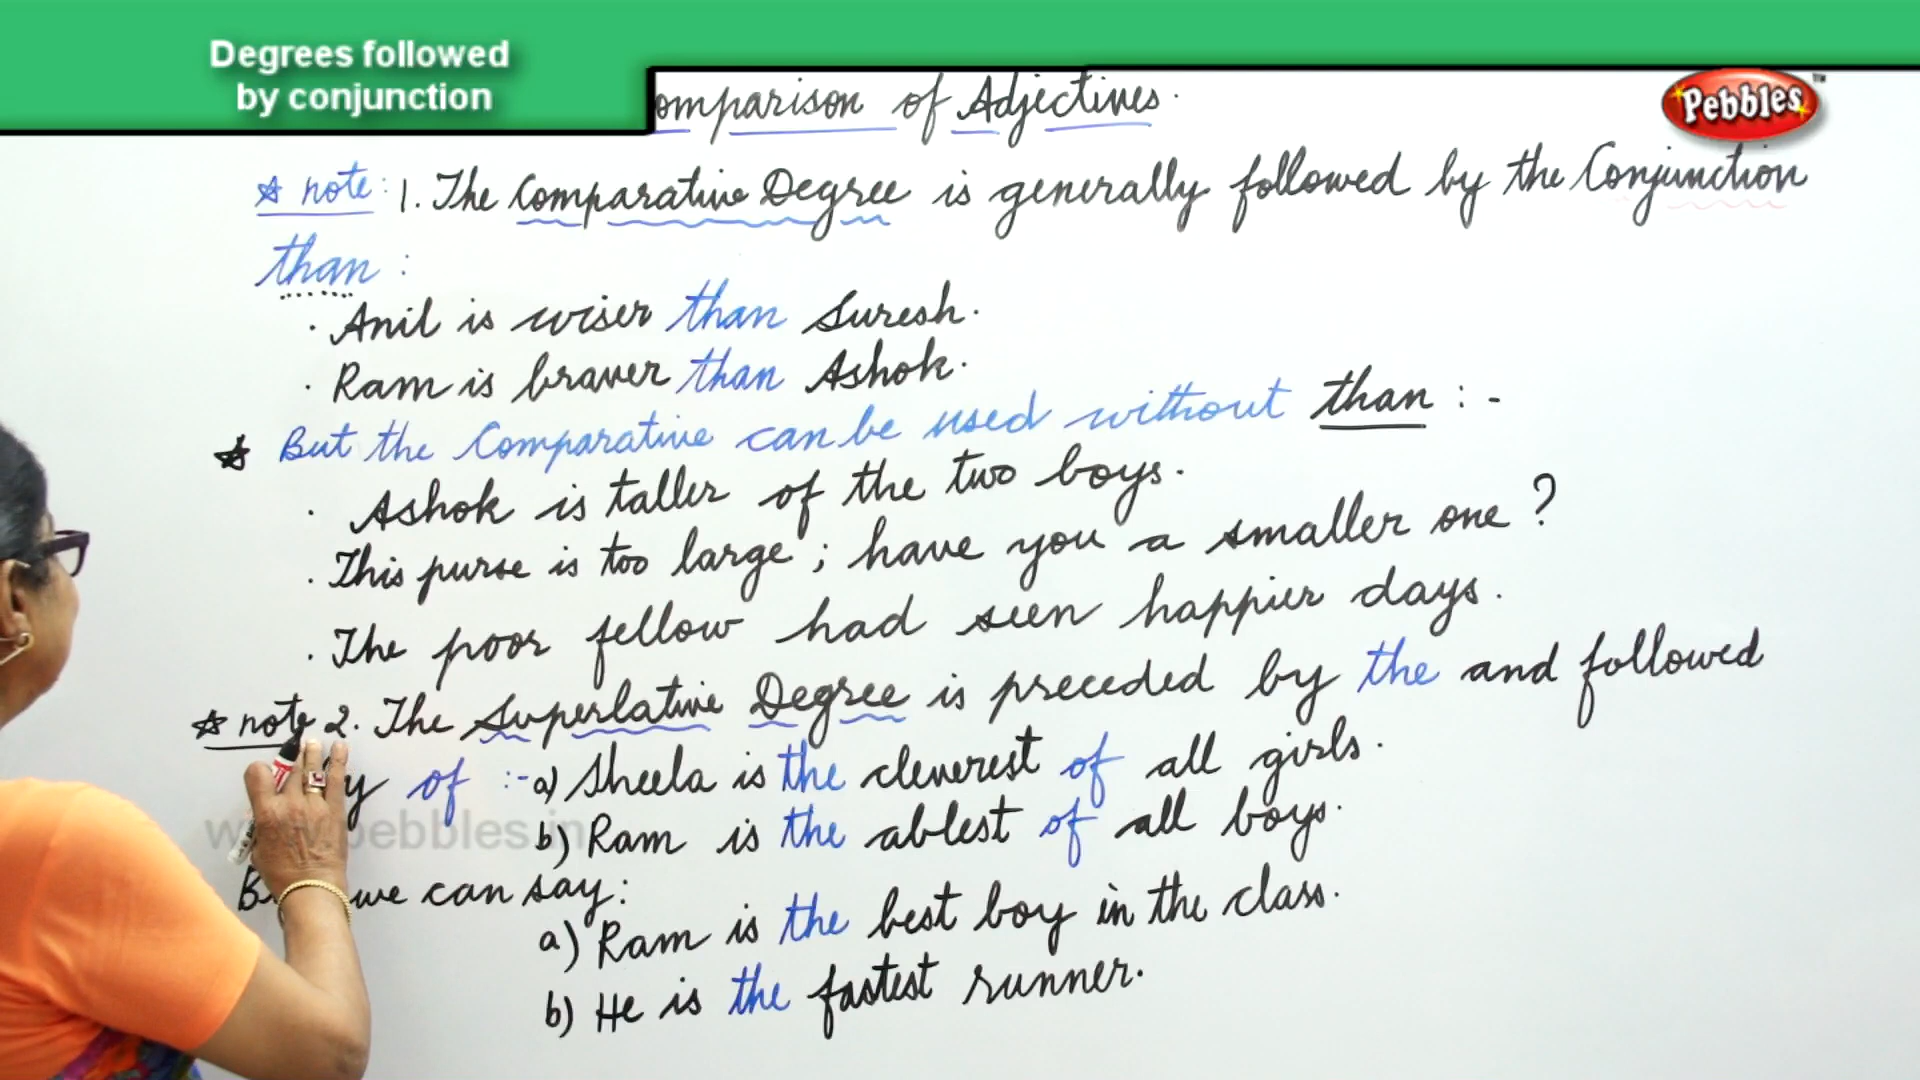 Degrees followed
by conjunction
omparison of Adjectives.
Pebbles TM
note: 1. The Comparative Degree is generally followed by the Conjunction
than :
· Anil is wiser than Suresh.
· Ram is braver than Ashok.
But the Comparative can be used without than : -
· Ashok is taller of the two boys.
· This purse is too large ; have you a smaller one ?
· The poor fellow had seen happier days.
note 2. The Superlative Degree is preceded by the and followed
of :- a) Sheela is the cleverest of all girls.
www.pebbles.in
b) Ram is the ablest of all boys.
we can say:
a) Ram is the best boy in the class.
b) He is the fastest runner.